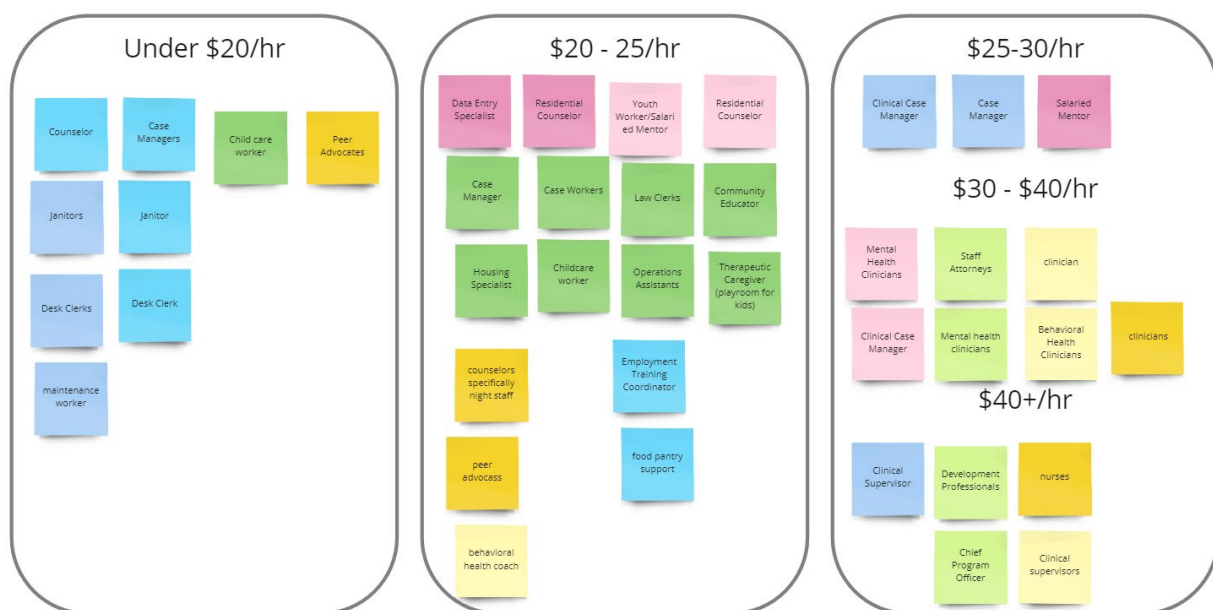 Under $20/hr
Counselor
Case
Managers
Child care
worker
Peer
Advocates
Janitors
Janitor
Desk Clerks
Desk Clerk
maintenance
worker
$20 - 25/hr
Data Entry
Specialist
Residential
Counselor
Youth
Worker/Salari
ed Mentor
Residential
Counselor
Case
Manager
Case Workers
Law Clerks
Community
Educator
Housing
Specialist
Childcare
worker
Operations
Assistants
Therapeutic
Caregiver
(playroom for
kids)
counselors
specifically
night staff
Employment
Training
Coordinator
peer
advocass
food pantry
support
behavioral
health coach
$25-30/hr
Clinical Case
Manager
Case
Manager
Salaried
Mentor
$30 - $40/hr
Mental
Health
Clinicians
Staff
Attorneys
clinician
Clinical Case
Manager
Mental health
clinicians
Behavioral
Health
Clinicians
clinicians
$40+/hr
Clinical
Supervisor
Development
Professionals
nurses
Chief
Program
Officer
Clinical
supervisors